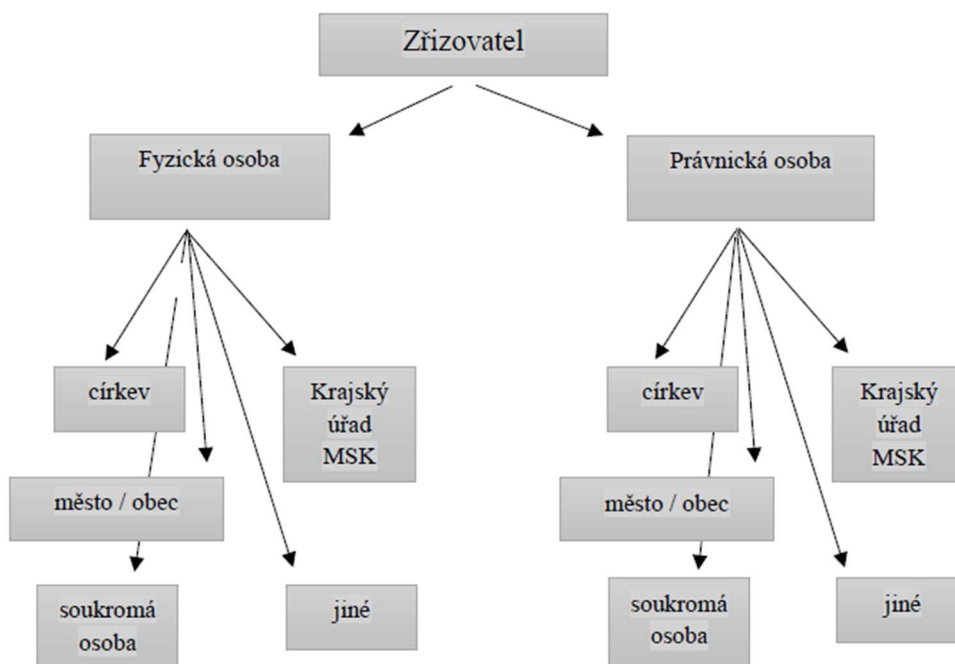 Zřizovatel
Fyzická osoba
Právnická osoba
církev
Krajský
úřad
MSK
církev
Krajský
úřad
MSK
město / obec
město / obec
soukromá
osoba
jiné
soukromá
osoba
jiné